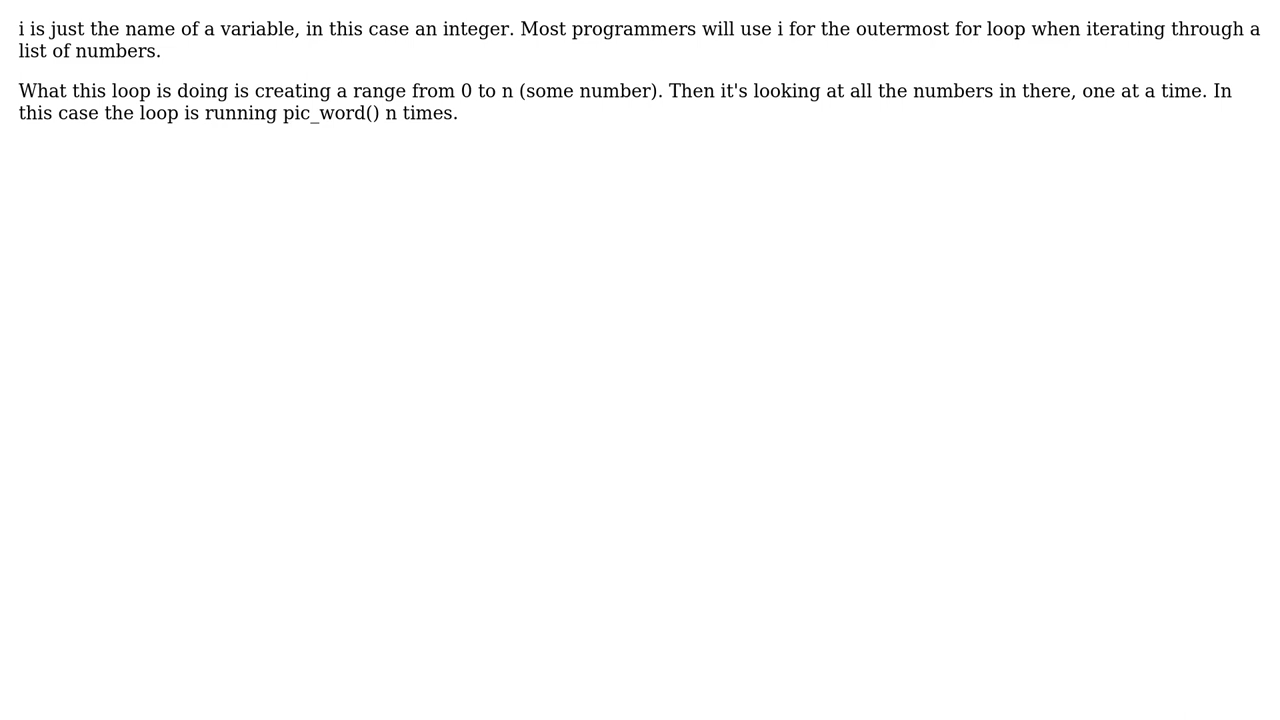 i is just the name of a variable, in this case an integer. Most programmers will use i for the outermost for loop when iterating through a
list of numbers.
What this loop is doing is creating a range from 0 to n (some number). Then it's looking at all the numbers in there, one at a time. In
this case the loop is running pic_word() n times.